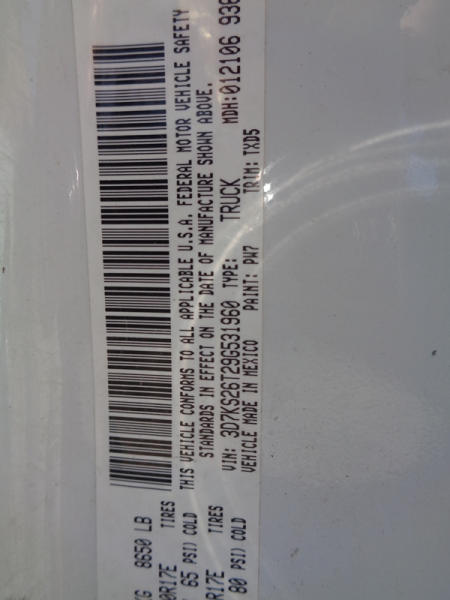 KG 8650 LB
0R17E TIRES
65 PSI) COLD
R17E TIRES
80 PSI) COLD
THIS VEHICLE CONFORMS TO ALL APPLICABLE U.S.A. FEDERAL MOTOR VEHICLE SAFETY
STANDARDS IN EFFECT ON THE DATE OF MANUFACTURE SHOWN ABOVE.
VIN: 3D7KS26T29G531960 TYPE: TRUCK MDH:012106 93
VEHICLE MADE IN MEXICO PAINT: PW7 TRIM: TXD5